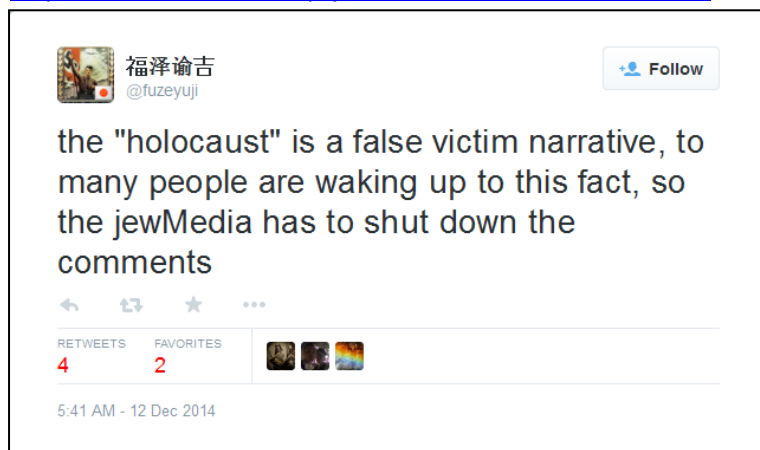 福泽谕吉
@fuzeyuji
Follow
the "holocaust" is a false victim narrative, to
many people are waking up to this fact, so
the jewMedia has to shut down the
comments
RETWEETS FAVORITES
4 2
5:41 AM - 12 Dec 2014